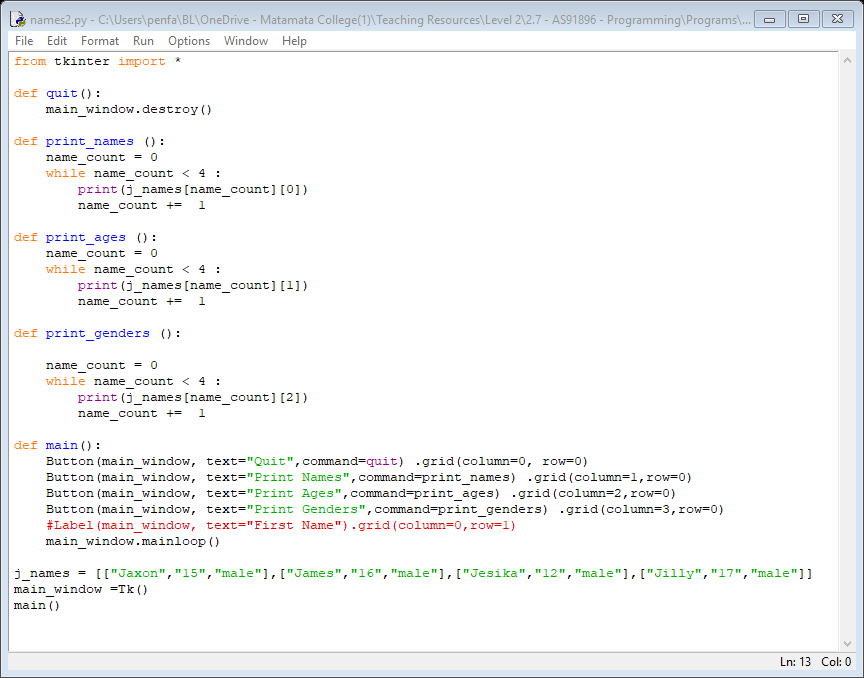 names2.py - C:\Users\penfa\BL\OneDrive - Matamata College(1)\Teaching Resources\Level 2\2.7 - AS91896 - Programming\Programs\...
File Edit Format Run Options Window Help
from tkinter import *
def quit():
    main_window.destroy()
def print_names ():
    name_count = 0
    while name_count < 4 :
        print(j_names[name_count][0])
        name_count +=  1
def print_ages ():
    name_count = 0
    while name_count < 4 :
        print(j_names[name_count][1])
        name_count +=  1
def print_genders ():
    name_count = 0
    while name_count < 4 :
        print(j_names[name_count][2])
        name_count +=  1
def main():
    Button(main_window, text="Quit",command=quit) .grid(column=0, row=0)
    Button(main_window, text="Print Names",command=print_names) .grid(column=1,row=0)
    Button(main_window, text="Print Ages",command=print_ages) .grid(column=2,row=0)
    Button(main_window, text="Print Genders",command=print_genders) .grid(column=3,row=0)
    #Label(main_window, text="First Name").grid(column=0,row=1)
    main_window.mainloop()
j_names = [["Jaxon","15","male"],["James","16","male"],["Jesika","12","male"],["Jilly","17","male"]]
main_window =Tk()
main()
Ln: 13 Col: 0